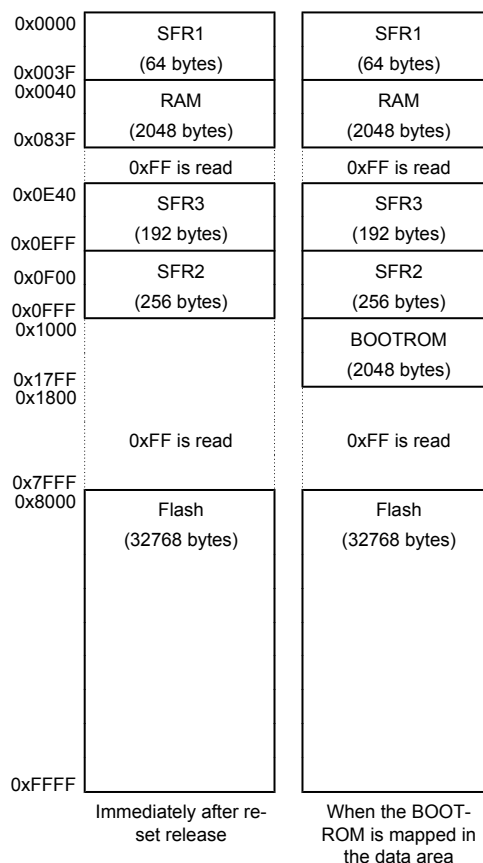 0x0000
SFR1
SFR1
(64 bytes)
(64 bytes)
0x003F
0x0040
RAM
RAM
(2048 bytes)
(2048 bytes)
0x083F
0xFF is read
0xFF is read
0x0E40
SFR3
SFR3
(192 bytes)
(192 bytes)
0x0EFF
0x0F00
SFR2
SFR2
(256 bytes)
(256 bytes)
0x0FFF
0x1000
BOOTROM
(2048 bytes)
0x17FF
0x1800
0xFF is read
0xFF is read
0x7FFF
0x8000
Flash
Flash
(32768 bytes)
(32768 bytes)
0xFFFF
Immediately after re-
set release
When the BOOT-
ROM is mapped in
the data area